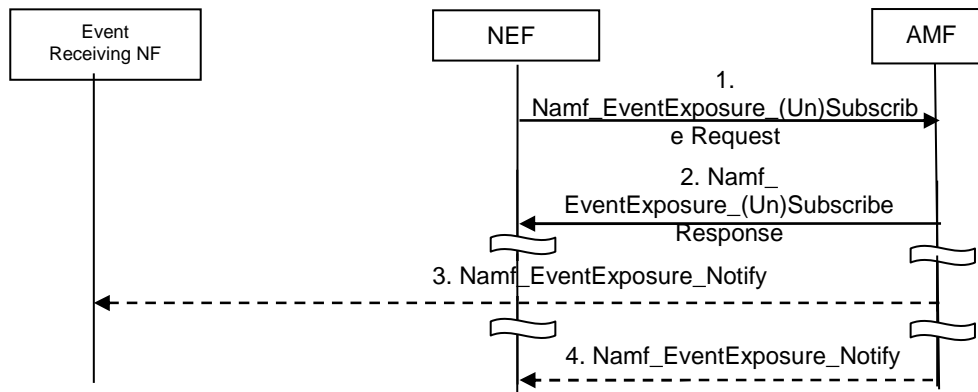 Event
Receiving NF
NEF
AMF
1.
Namf_EventExposure_(Un)Subscrib
e Request
2. Namf_
EventExposure_(Un)Subscribe
Response
3. Namf_EventExposure_Notify
4. Namf_EventExposure_Notify